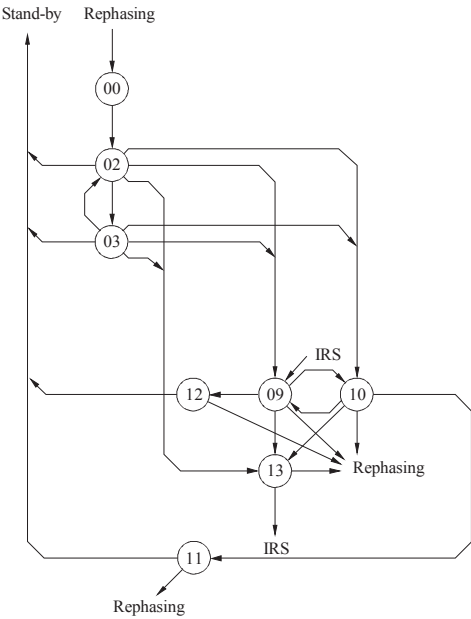 Stand-by Rephasing
00
02
03
IRS
12 09 10
Rephasing
13
IRS
11
Rephasing